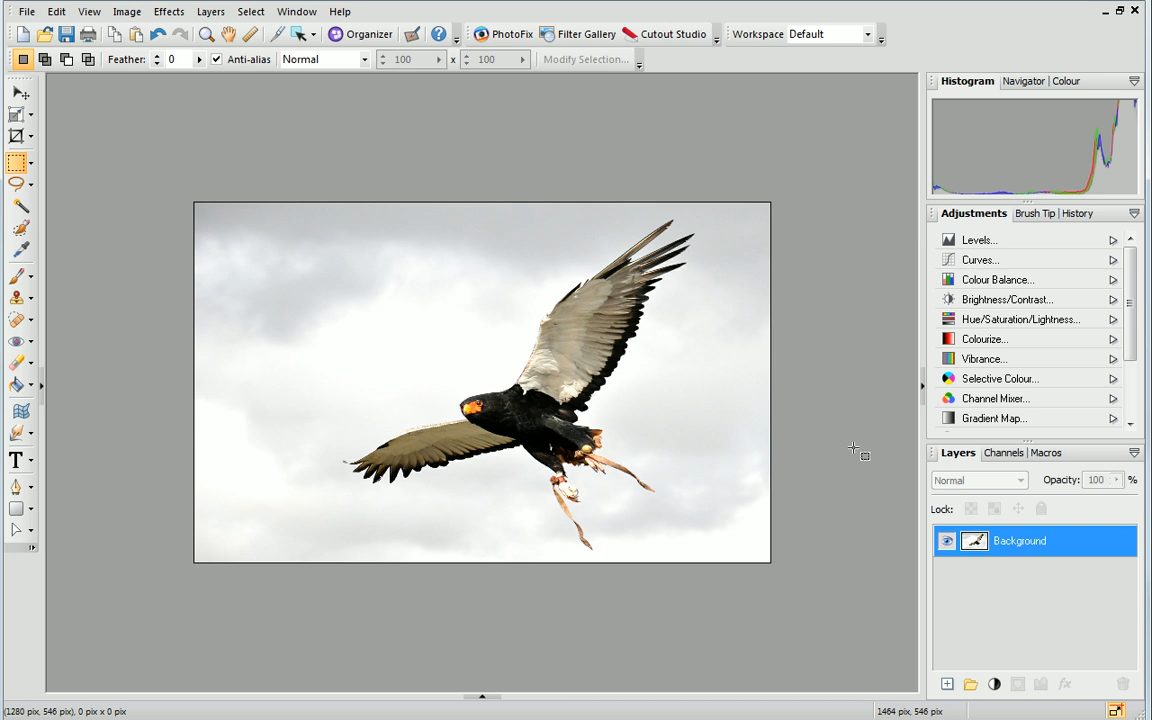 File Edit View Image Effects Layers Select Window Help
Organizer PhotoFix Filter Gallery Cutout Studio Workspace Default
Feather: 0 Anti-alias Normal 100 x 100 Modify Selection...
Histogram Navigator Colour
Adjustments Brush Tip History
Levels...
Curves...
Colour Balance...
Brightness/Contrast...
Hue/Saturation/Lightness...
Colourize...
Vibrance...
Selective Colour...
Channel Mixer...
Gradient Map...
T
Layers Channels Macros
Normal Opacity: 100 %
Lock:
Background
fx
(1280 pix, 546 pix), 0 pix x 0 pix 1464 pix, 546 pix